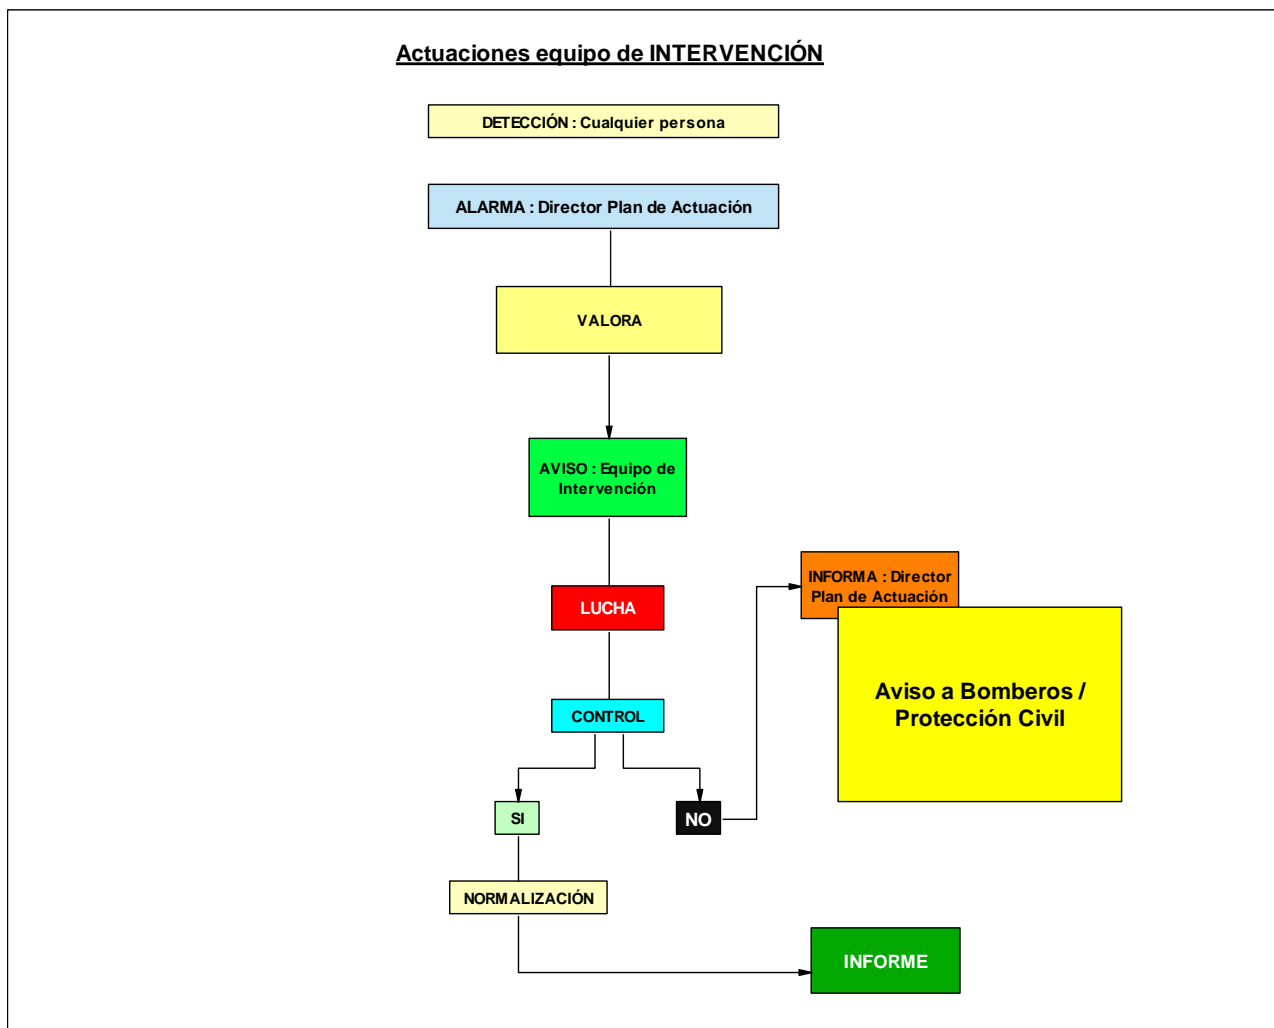 Actuaciones equipo de INTERVENCIÓN
DETECCIÓN : Cualquier persona
ALARMA : Director Plan de Actuación
VALORA
AVISO : Equipo de
Intervención
LUCHA
INFORMA : Director
Plan de Actuación
Aviso a Bomberos /
Protección Civil
CONTROL
SI
NO
NORMALIZACIÓN
INFORME